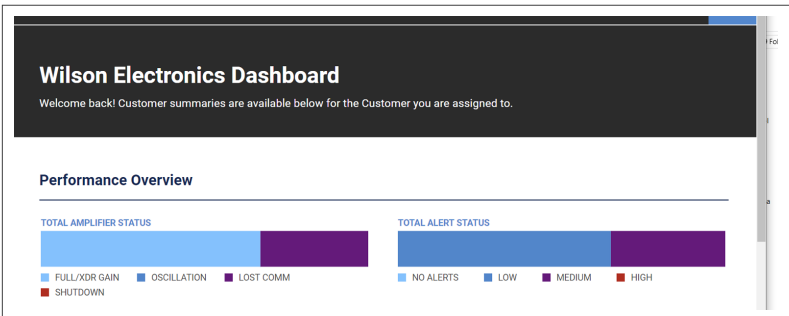 Wilson Electronics Dashboard
Welcome back! Customer summaries are available below for the Customer you are assigned to.
Performance Overview
TOTAL AMPLIFIER STATUS
FULL/XDR GAIN OSCILLATION LOST COMM
SHUTDOWN
TOTAL ALERT STATUS
NO ALERTS LOW MEDIUM HIGH